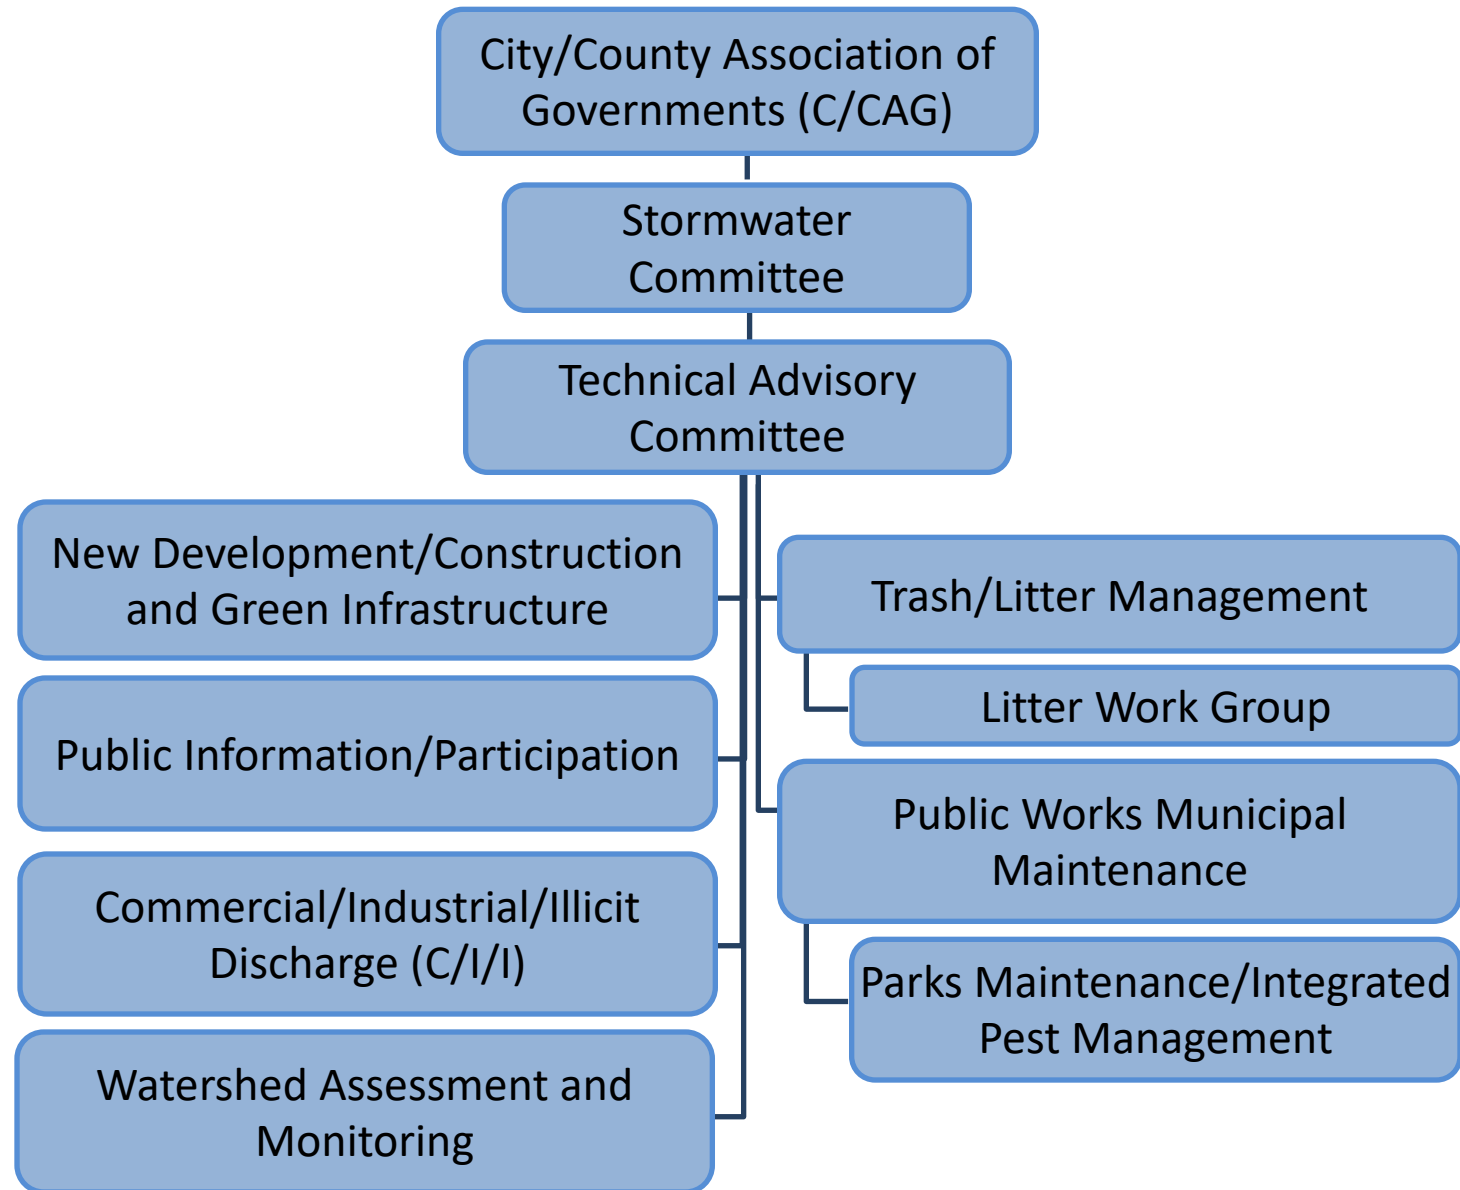 City/County Association of
Governments (C/CAG)
Stormwater
Committee
Technical Advisory
Committee
New Development/Construction
and Green Infrastructure
Public Information/Participation
Commercial/Industrial/Illicit
Discharge (C/I/I)
Watershed Assessment and
Monitoring
Trash/Litter Management
Litter Work Group
Public Works Municipal
Maintenance
Parks Maintenance/Integrated
Pest Management